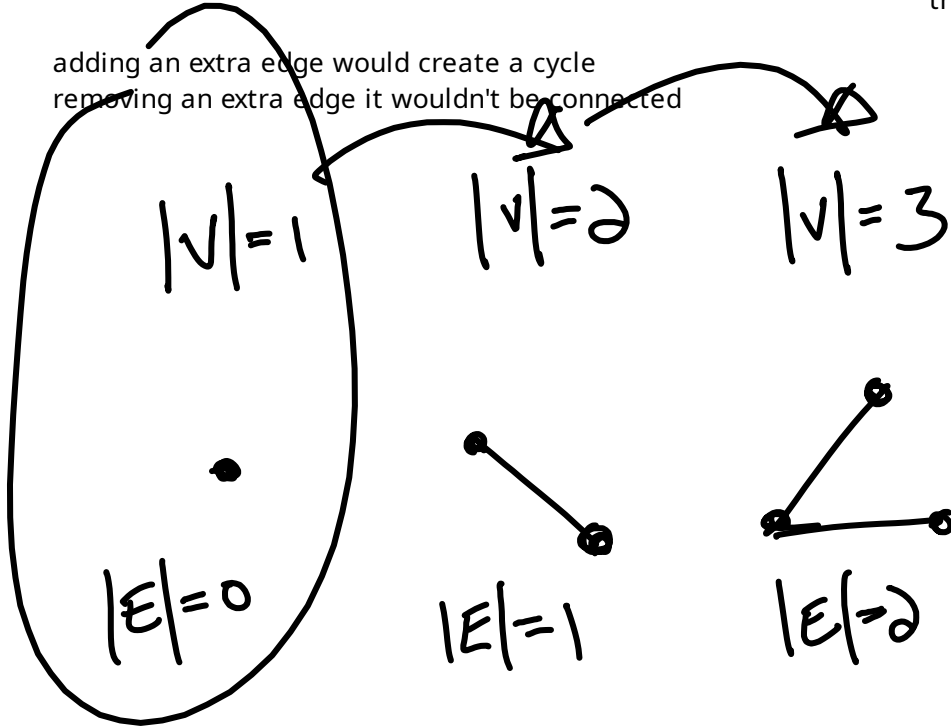 adding an extra edge would create a cycle
removing an extra edge it wouldn't be connected
|V|=1 |V|=2 |V|=3
|E|=0 |E|=1 |E|=2